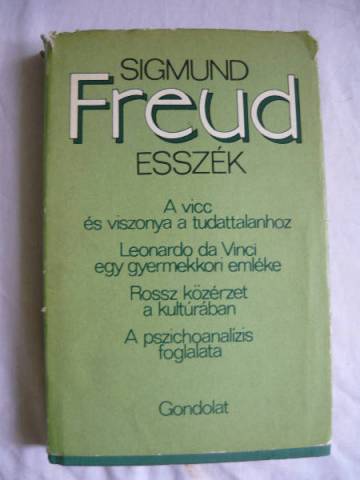 SIGMUND
Freud
ESSZÉK
A vicc
és viszonya a tudattalanhoz
Leonardo da Vinci
egy gyermekkori emléke
Rossz közérzet
a kultúrában
A pszichoanalízis
foglalata
Gondolat